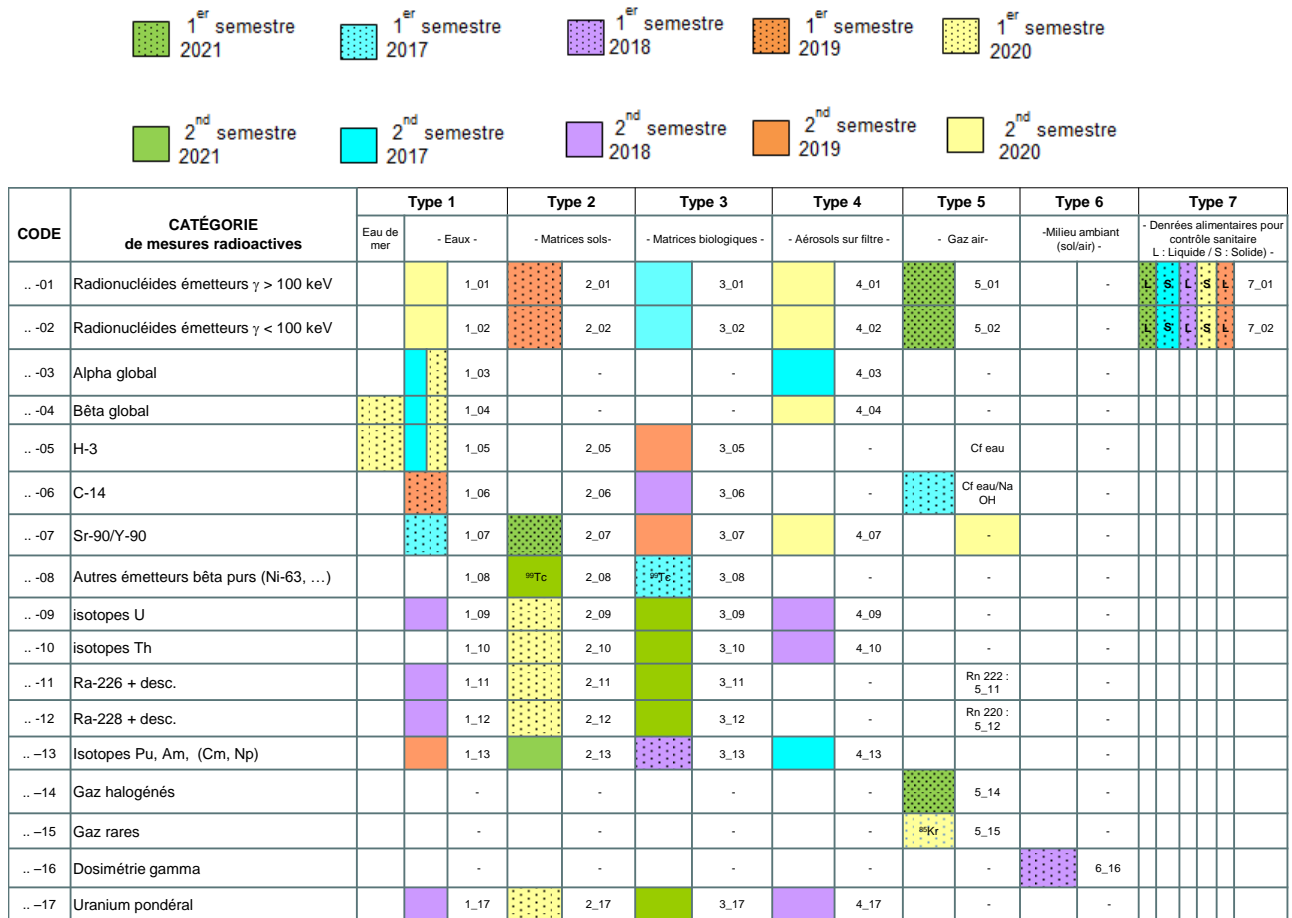 1er semestre 2021
1er semestre 2017
1er semestre 2018
1er semestre 2019
1er semestre 2020
2nd semestre 2021
2nd semestre 2017
2nd semestre 2018
2nd semestre 2019
2nd semestre 2020
CODE CATÉGORIE de mesures radioactives Type 1 Type 2 Type 3 Type 4 Type 5 Type 6 Type 7
Eau de mer - Eaux - - Matrices sols- - Matrices biologiques - - Aérosols sur filtre - - Gaz air- -Milieu ambiant (sol/air) - - Denrées alimentaires pour contrôle sanitaire L : Liquide / S : Solide) -
.. -01 Radionucléides émetteurs γ > 100 keV 1_01 2_01 3_01 4_01 5_01 - L S L S L 7_01
.. -02 Radionucléides émetteurs γ < 100 keV 1_02 2_02 3_02 4_02 5_02 - L S L S L 7_02
.. -03 Alpha global 1_03 - - 4_03 - -
.. -04 Bêta global 1_04 - - 4_04 - -
.. -05 H-3 1_05 2_05 3_05 - Cf eau -
.. -06 C-14 1_06 2_06 3_06 - Cf eau/Na OH -
.. -07 Sr-90/Y-90 1_07 2_07 3_07 4_07 - -
.. -08 Autres émetteurs bêta purs (Ni-63, …) 1_08 99Tc 2_08 99Tc 3_08 - - -
.. -09 isotopes U 1_09 2_09 3_09 4_09 - -
.. -10 isotopes Th 1_10 2_10 3_10 4_10 - -
.. -11 Ra-226 + desc. 1_11 2_11 3_11 - Rn 222 : 5_11 -
.. -12 Ra-228 + desc. 1_12 2_12 3_12 - Rn 220 : 5_12 -
.. –13 Isotopes Pu, Am, (Cm, Np) 1_13 2_13 3_13 4_13 -
.. –14 Gaz halogénés - - - - 5_14 -
.. –15 Gaz rares - - - - 85Kr 5_15 -
.. –16 Dosimétrie gamma - - - - - 6_16
.. –17 Uranium pondéral 1_17 2_17 3_17 4_17 - -